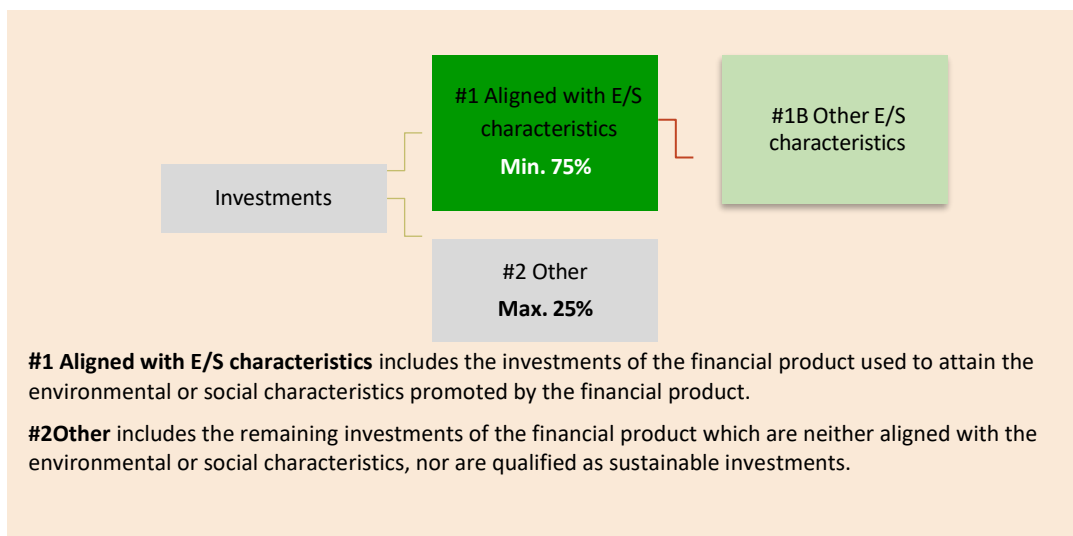 #1 Aligned with E/S
characteristics
Min. 75%
#1B Other E/S
characteristics
Investments
#2 Other
Max. 25%
#1 Aligned with E/S characteristics includes the investments of the financial product used to attain the
environmental or social characteristics promoted by the financial product.
#2Other includes the remaining investments of the financial product which are neither aligned with the
environmental or social characteristics, nor are qualified as sustainable investments.